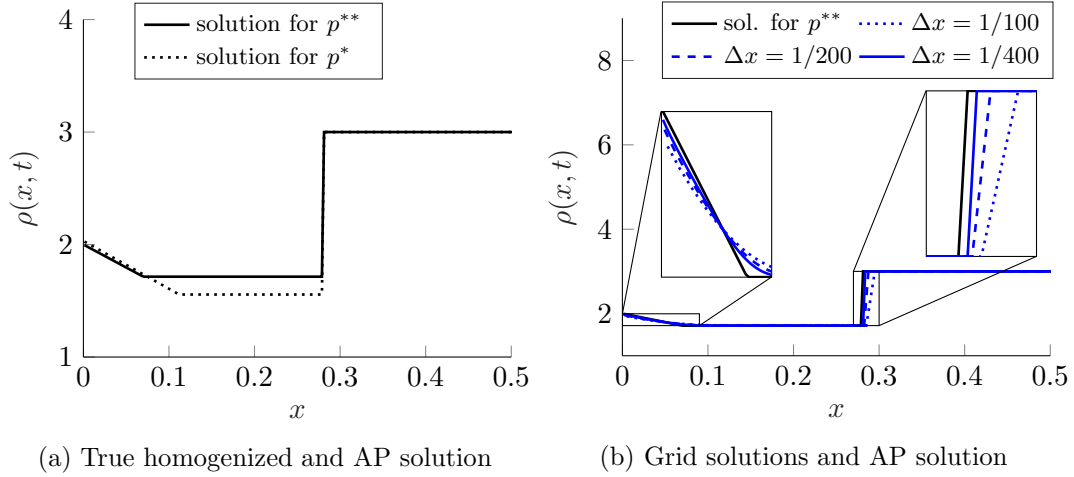 4
3
2
1
0
0.1
0.2
0.3
0.4
0.5
x
ρ(x, t)
solution for p**
solution for p*
(a) True homogenized and AP solution
8
6
4
2
0
0.1
0.2
0.3
0.4
0.5
x
ρ(x, t)
sol. for p** Δx = 1/100
Δx = 1/200 Δx = 1/400
(b) Grid solutions and AP solution